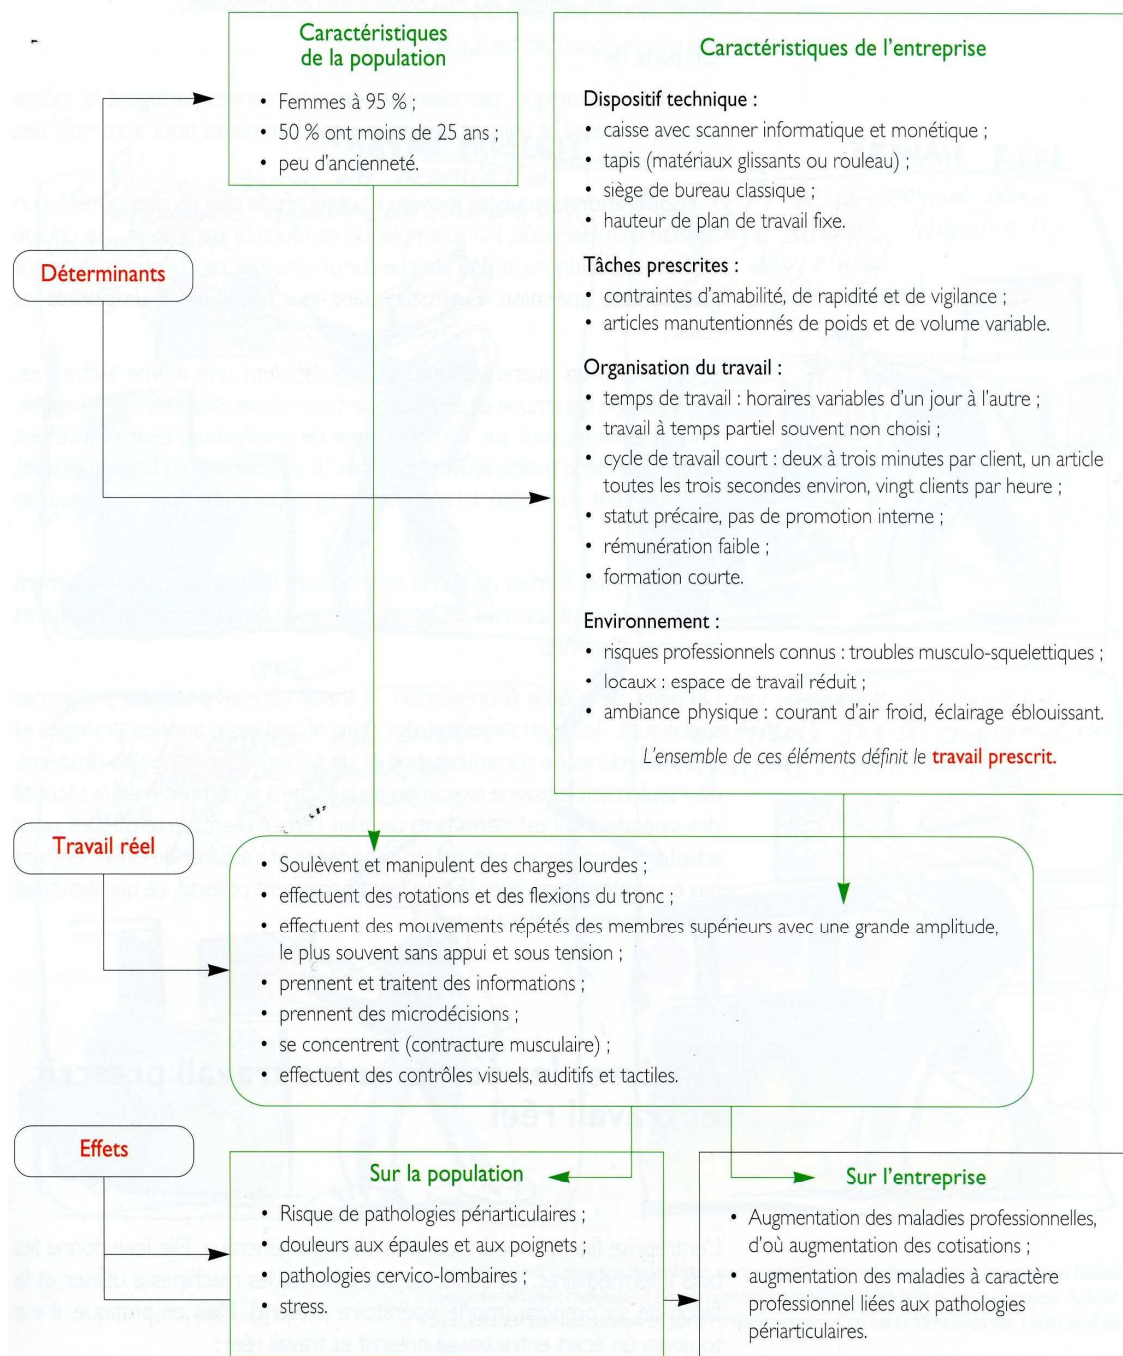 Caractéristiques
de la population
• Femmes à 95 % ;
• 50 % ont moins de 25 ans ;
• peu d'ancienneté.
Caractéristiques de l'entreprise
Dispositif technique :
• caisse avec scanner informatique et monétique ;
• tapis (matériaux glissants ou rouleau) ;
• siège de bureau classique ;
• hauteur de plan de travail fixe.
Tâches prescrites :
• contraintes d'amabilité, de rapidité et de vigilance ;
• articles manutentionnés de poids et de volume variable.
Organisation du travail :
• temps de travail : horaires variables d'un jour à l'autre ;
• travail à temps partiel souvent non choisi ;
• cycle de travail court : deux à trois minutes par client, un article
toutes les trois secondes environ, vingt clients par heure ;
• statut précaire, pas de promotion interne ;
• rémunération faible ;
• formation courte.
Environnement :
• risques professionnels connus : troubles musculo-squelettiques ;
• locaux : espace de travail réduit ;
• ambiance physique : courant d'air froid, éclairage éblouissant.
L'ensemble de ces éléments définit le travail prescrit.
Déterminants
Travail réel
• Soulèvent et manipulent des charges lourdes ;
• effectuent des rotations et des flexions du tronc ;
• effectuent des mouvements répétés des membres supérieurs avec une grande amplitude,
le plus souvent sans appui et sous tension ;
• prennent et traitent des informations ;
• prennent des microdécisions ;
• se concentrent (contracture musculaire) ;
• effectuent des contrôles visuels, auditifs et tactiles.
Effets
Sur la population
• Risque de pathologies périarticulaires ;
• douleurs aux épaules et aux poignets ;
• pathologies cervico-lombaires ;
• stress.
Sur l'entreprise
• Augmentation des maladies professionnelles,
d'où augmentation des cotisations ;
• augmentation des maladies à caractère
professionnel liées aux pathologies
périarticulaires.